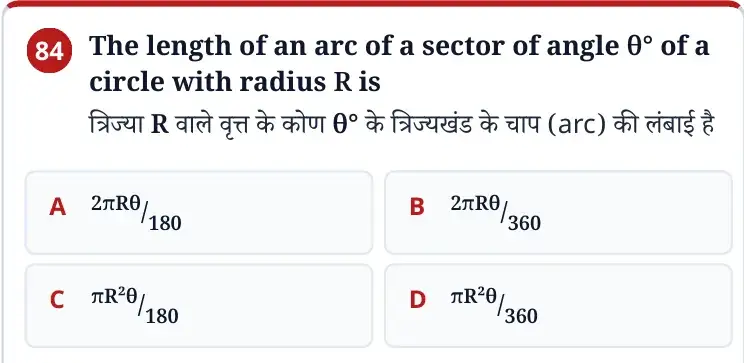 84 The length of an arc of a sector of angle θ° of a
circle with radius R is
त्रिज्या R वाले वृत्त के कोण θ° के त्रिज्यखंड के चाप (arc) की लंबाई है
A 2πRθ/180 B 2πRθ/360
C πR²θ/180 D πR²θ/360